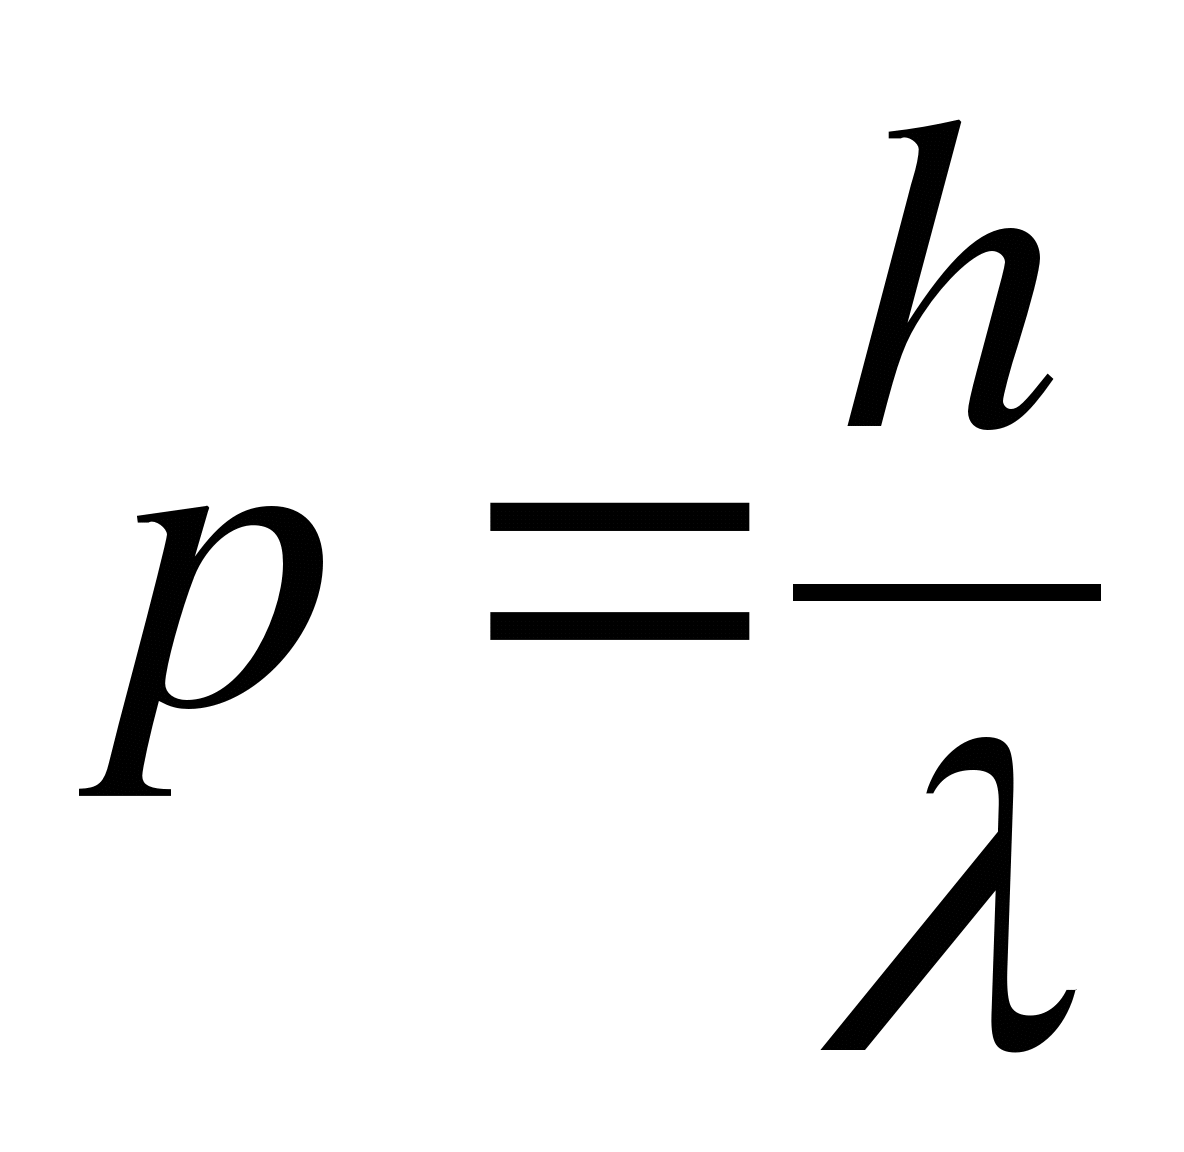 p = h/λ